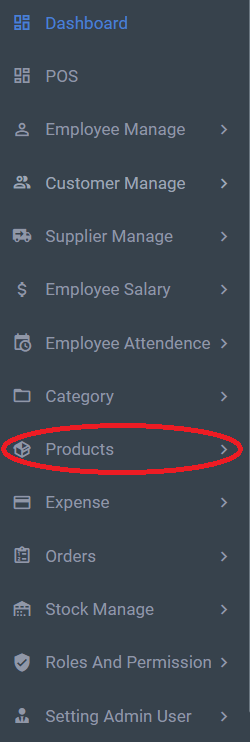 Dashboard
POS
Employee Manage
Customer Manage
Supplier Manage
Employee Salary
Employee Attendence
Category
Products
Expense
Orders
Stock Manage
Roles And Permission
Setting Admin User